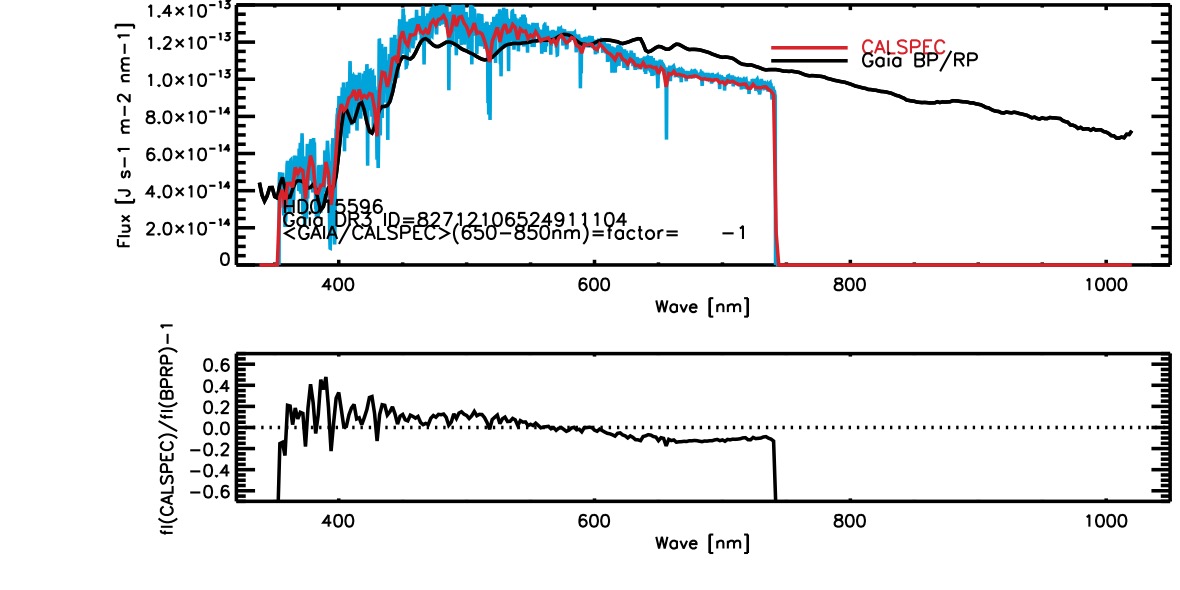 1.4×10−13
1.2×10−13
1.0×10−13
8.0×10−14
6.0×10−14
4.0×10−14
2.0×10−14
0
Flux [J s−1 m−2 nm−1]
CALSPEC
Gaia BP/RP
HD015596
Gaia DR3 ID=82712106524911104
<GAIA/CALSPEC>(650−850nm)=factor= −1
400 600 800 1000
Wave [nm]
fl(CALSPEC)/fl(BPRP)−1
0.6
0.4
0.2
0.0
−0.2
−0.4
−0.6
400 600 800 1000
Wave [nm]